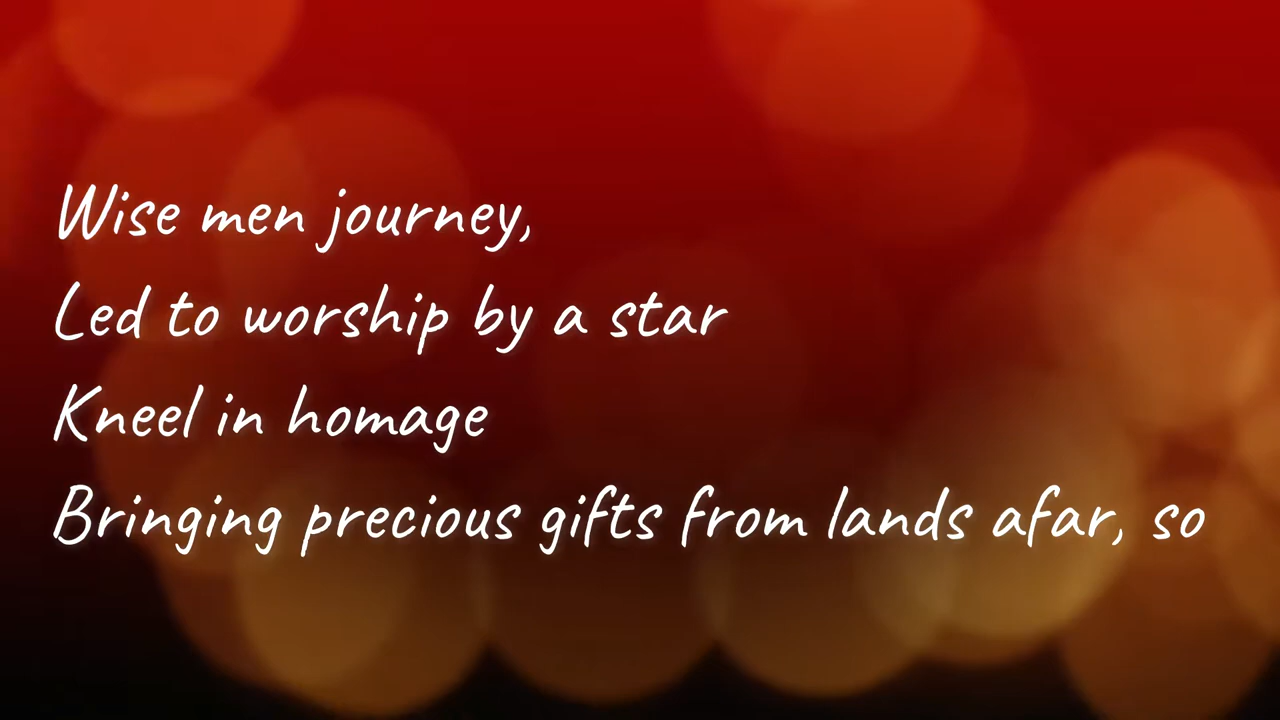 Wise men journey,
Led to worship by a star
Kneel in homage
Bringing precious gifts from lands afar, so